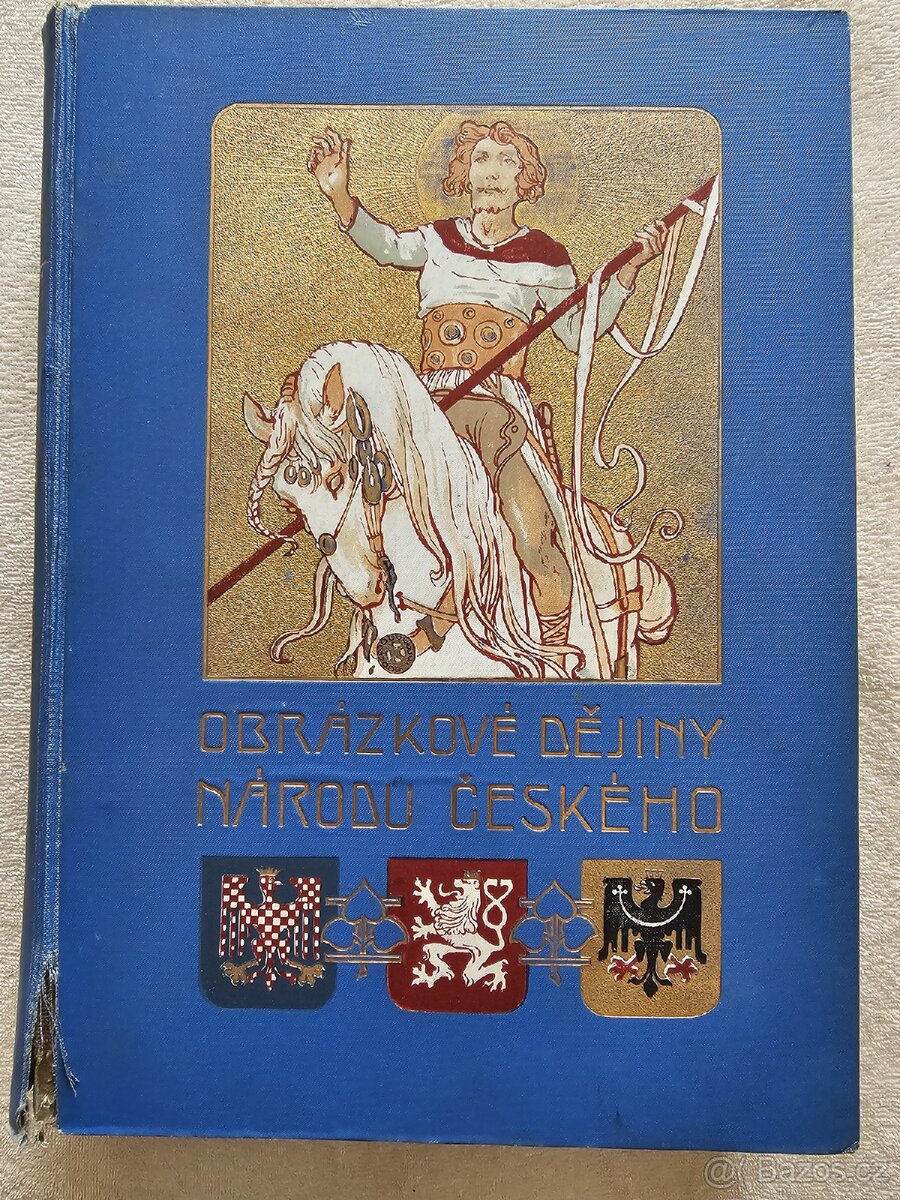 OBRÁZKOVÉ DĚJINY
NÁRODU ČESKÉHO
@ Bazos.cz